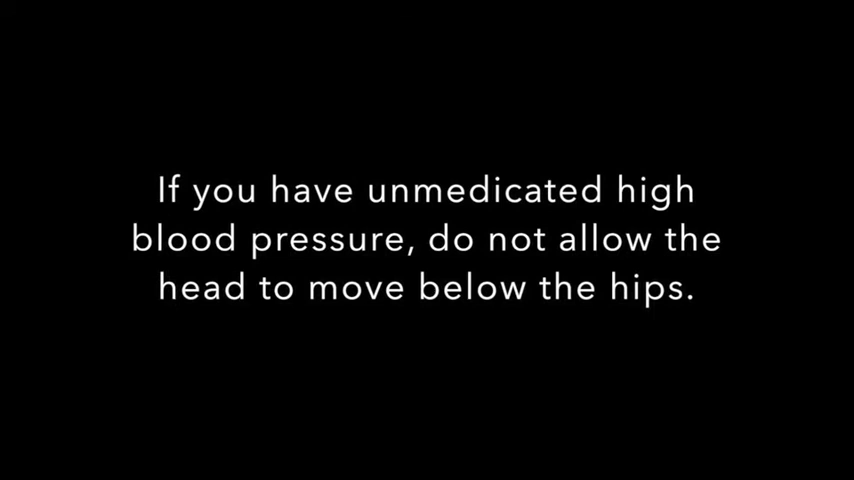 If you have unmedicated high
blood pressure, do not allow the
head to move below the hips.